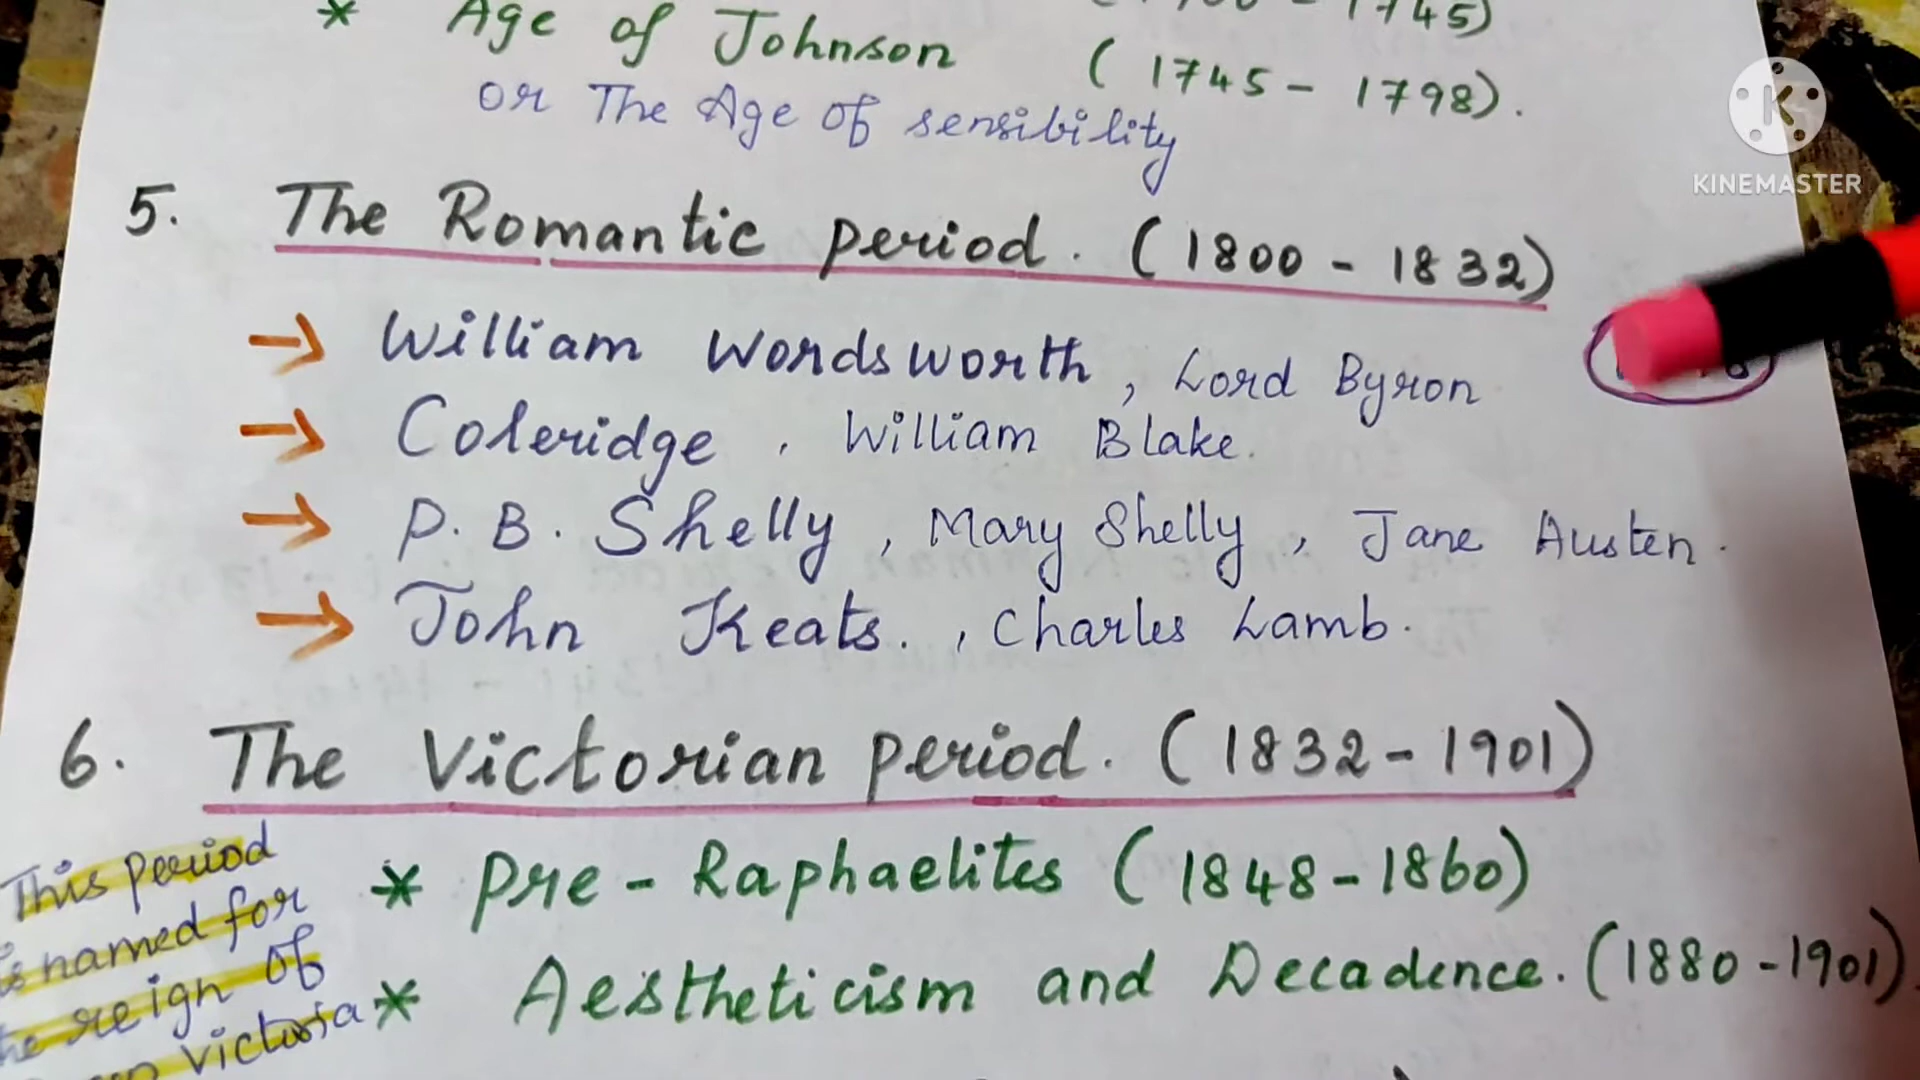 * Age of Johnson (1745 - 1798).
or The Age of sensibility
KINEMASTER
5. The Romantic period. (1800 - 1832)
→ William Wordsworth, Lord Byron
→ Coleridge, William Blake.
→ P. B. Shelly, Mary Shelly, Jane Austen.
→ John Keats., Charles Lamb.
6. The Victorian period. (1832 - 1901)
* Pre-Raphaelites (1848 - 1860)
* Aestheticism and Decadence. (1880 - 1901).
This period
is named for
the reign of
Victoria